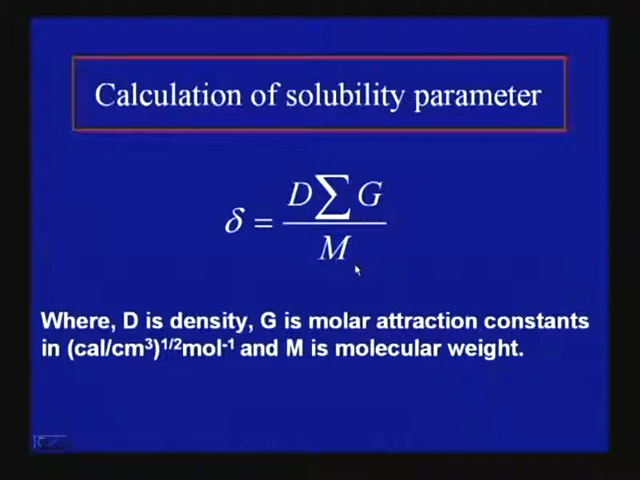 Calculation of solubility parameter
δ = D∑G / M
Where, D is density, G is molar attraction constants
in (cal/cm³)¹/²mol⁻¹ and M is molecular weight.